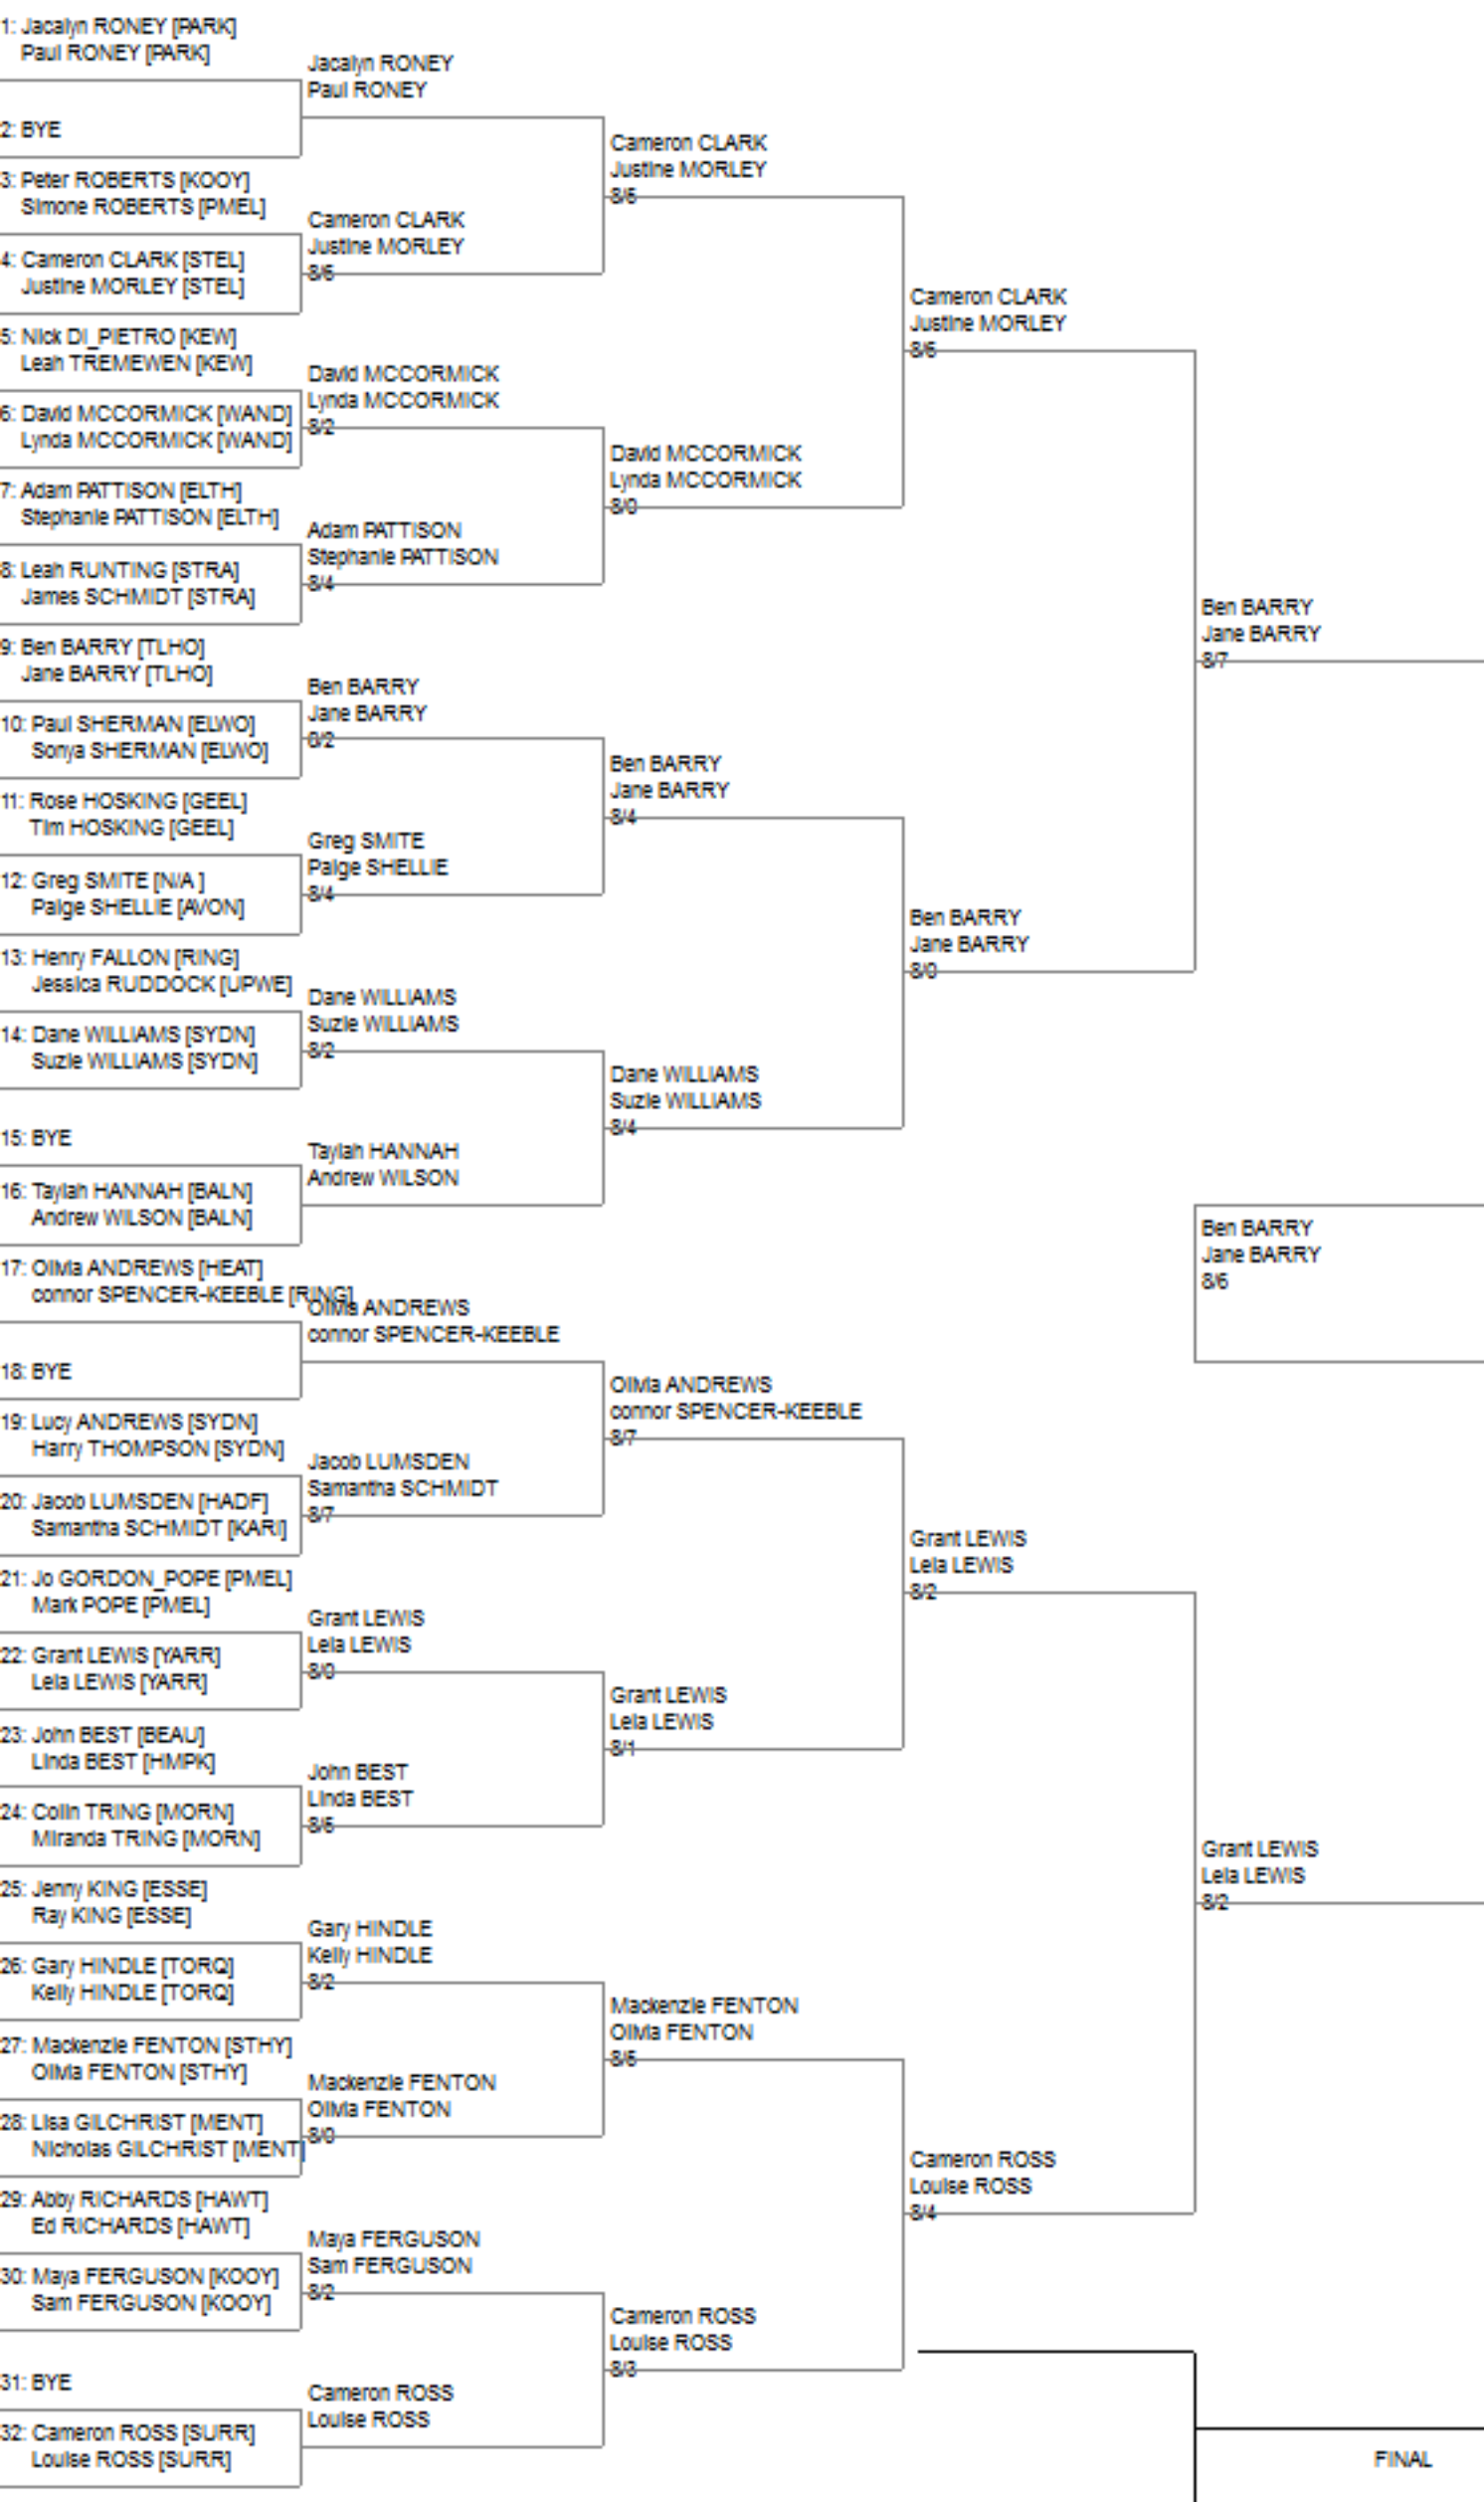 1: Jacalyn RONEY [PARK]
Paul RONEY [PARK]
2: BYE
3: Peter ROBERTS [KOOY]
Simone ROBERTS [PMEL]
4: Cameron CLARK [STEL]
Justine MORLEY [STEL]
5: Nick DI_PIETRO [KEW]
Leah TREMEWEN [KEW]
6: David MCCORMICK [WAND]
Lynda MCCORMICK [WAND]
7: Adam PATTISON [ELTH]
Stephanie PATTISON [ELTH]
8: Leah RUNTING [STRA]
James SCHMIDT [STRA]
9: Ben BARRY [TLHO]
Jane BARRY [TLHO]
10: Paul SHERMAN [ELWO]
Sonya SHERMAN [ELWO]
11: Rose HOSKING [GEEL]
Tim HOSKING [GEEL]
12: Greg SMITE [N/A ]
Paige SHELLIE [AVON]
13: Henry FALLON [RING]
Jessica RUDDOCK [UPWE]
14: Dane WILLIAMS [SYDN]
Suzie WILLIAMS [SYDN]
15: BYE
16: Taylah HANNAH [BALN]
Andrew WILSON [BALN]
17: Olivia ANDREWS [HEAT]
connor SPENCER-KEEBLE [RING]
18: BYE
19: Lucy ANDREWS [SYDN]
Harry THOMPSON [SYDN]
20: Jacob LUMSDEN [HADF]
Samantha SCHMIDT [KARI]
21: Jo GORDON_POPE [PMEL]
Mark POPE [PMEL]
22: Grant LEWIS [YARR]
Lela LEWIS [YARR]
23: John BEST [BEAU]
Linda BEST [HMPK]
24: Colin TRING [MORN]
Miranda TRING [MORN]
25: Jenny KING [ESSE]
Ray KING [ESSE]
26: Gary HINDLE [TORQ]
Kelly HINDLE [TORQ]
27: Mackenzie FENTON [STHY]
Olivia FENTON [STHY]
28: Lisa GILCHRIST [MENT]
Nicholas GILCHRIST [MENT]
29: Abby RICHARDS [HAWT]
Ed RICHARDS [HAWT]
30: Maya FERGUSON [KOOY]
Sam FERGUSON [KOOY]
31: BYE
32: Cameron ROSS [SURR]
Louise ROSS [SURR]
Jacalyn RONEY
Paul RONEY
Cameron CLARK
Justine MORLEY
8/6
David MCCORMICK
Lynda MCCORMICK
8/2
Adam PATTISON
Stephanie PATTISON
8/4
Ben BARRY
Jane BARRY
8/2
Greg SMITE
Paige SHELLIE
8/4
Dane WILLIAMS
Suzie WILLIAMS
8/2
Taylah HANNAH
Andrew WILSON
Olivia ANDREWS
connor SPENCER-KEEBLE
Jacob LUMSDEN
Samantha SCHMIDT
8/7
Grant LEWIS
Lela LEWIS
8/0
John BEST
Linda BEST
Gary HINDLE
Kelly HINDLE
8/2
Mackenzie FENTON
Olivia FENTON
8/0
Maya FERGUSON
Sam FERGUSON
8/2
Cameron ROSS
Louise ROSS
Cameron CLARK
Justine MORLEY
David MCCORMICK
Lynda MCCORMICK
8/0
Ben BARRY
Jane BARRY
8/4
Dane WILLIAMS
Suzie WILLIAMS
8/4
Olivia ANDREWS
connor SPENCER-KEEBLE
8/7
Grant LEWIS
Lela LEWIS
8/1
Mackenzie FENTON
Olivia FENTON
Cameron ROSS
Louise ROSS
8/3
Cameron CLARK
Justine MORLEY
Ben BARRY
Jane BARRY
8/0
Grant LEWIS
Lela LEWIS
8/2
Cameron ROSS
Louise ROSS
8/4
Ben BARRY
Jane BARRY
8/7
Ben BARRY
Jane BARRY
8/6
Grant LEWIS
Lela LEWIS
8/2
FINAL